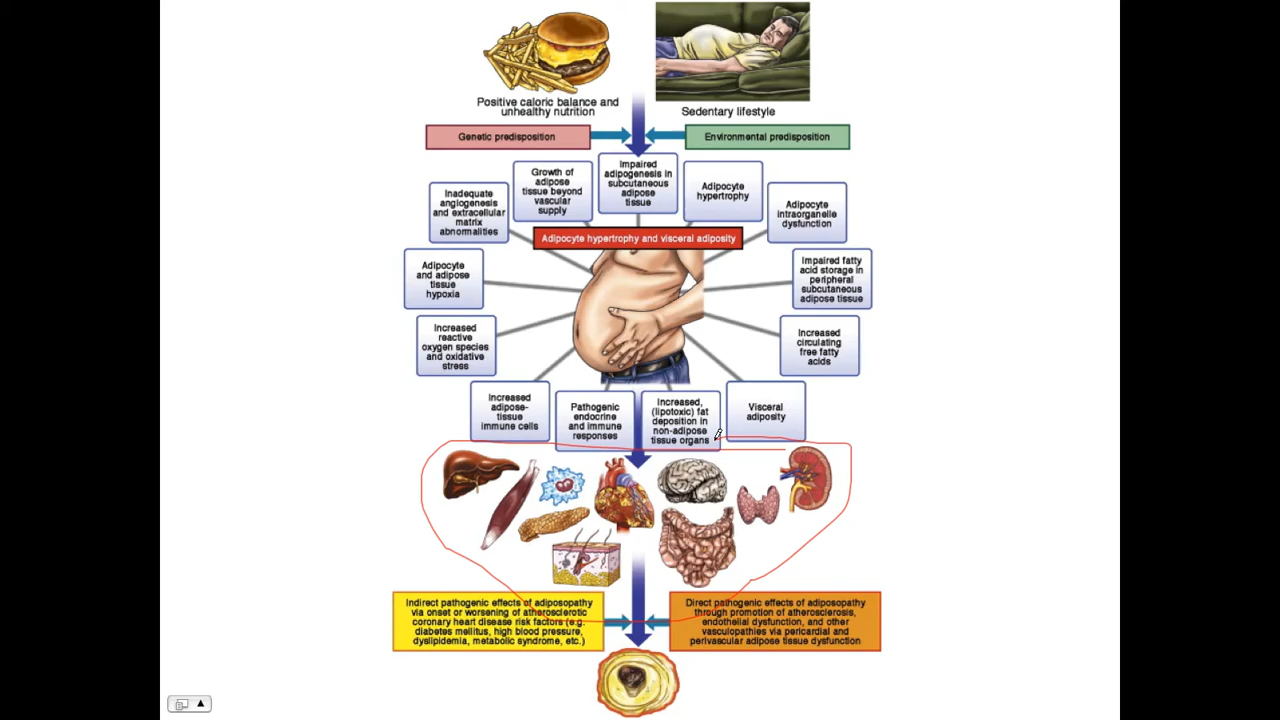 Positive caloric balance and
unhealthy nutrition
Sedentary lifestyle
Genetic predisposition
Environmental predisposition
Impaired
adipogenesis in
subcutaneous
adipose
tissue
Growth of
adipose
tissue beyond
vascular
supply
Adipocyte
hypertrophy
Inadequate
angiogenesis
and extracellular
matrix
abnormalities
Adipocyte
intraorganelle
dysfunction
Adipocyte hypertrophy and visceral adiposity
Adipocyte
and adipose
tissue
hypoxia
Impaired fatty
acid storage in
peripheral
subcutaneous
adipose tissue
Increased
reactive
oxygen species
and oxidative
stress
Increased
circulating
free fatty
acids
Increased
adipose-
tissue
immune cells
Pathogenic
endocrine
and immune
responses
Increased,
(lipotoxic) fat
deposition in
non-adipose
tissue organs
Visceral
adiposity
Indirect pathogenic effects of adiposopathy
via onset or worsening of atherosclerotic
coronary heart disease risk factors (e.g.
diabetes mellitus, high blood pressure,
dyslipidemia, metabolic syndrome, etc.)
Direct pathogenic effects of adiposopathy
through promotion of atherosclerosis,
endothelial dysfunction, and other
vasculopathies via pericardial and
perivascular adipose tissue dysfunction